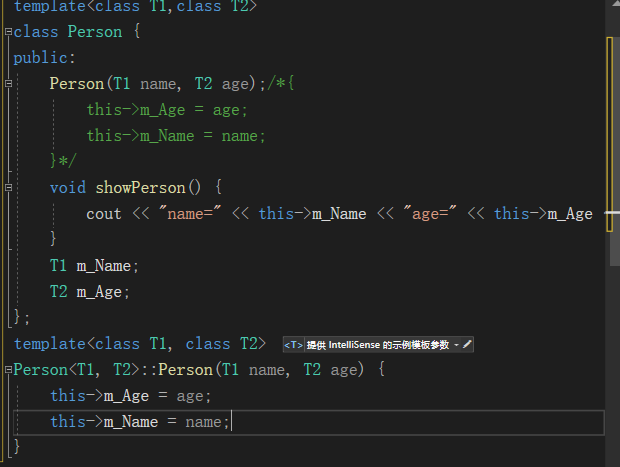 template<class T1,class T2>
class Person {
public:
    Person(T1 name, T2 age);/*{
        this->m_Age = age;
        this->m_Name = name;
    }*/
    void showPerson() {
        cout << "name=" << this->m_Name << "age=" << this->m_Age
    }
    T1 m_Name;
    T2 m_Age;
};
template<class T1, class T2> <T> 提供 IntelliSense 的示例模板参数
Person<T1, T2>::Person(T1 name, T2 age) {
    this->m_Age = age;
    this->m_Name = name;
}